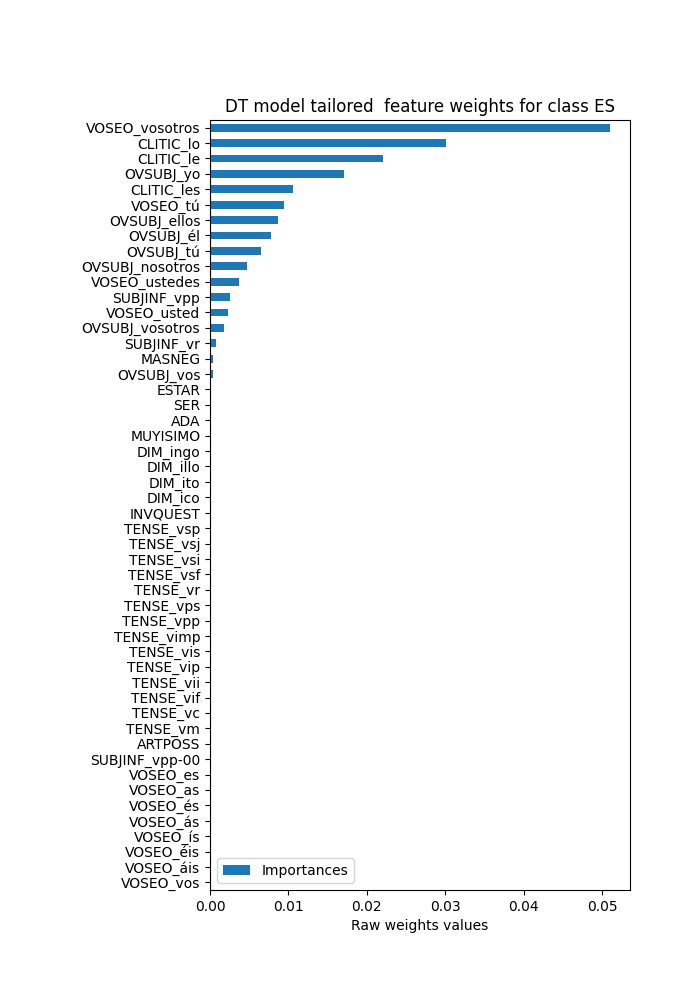 DT model tailored  feature weights for class ES
VOSEO_vosotros
CLITIC_lo
CLITIC_le
OVSUBJ_yo
CLITIC_les
VOSEO_tú
OVSUBJ_ellos
OVSUBJ_él
OVSUBJ_tú
OVSUBJ_nosotros
VOSEO_ustedes
SUBJINF_vpp
VOSEO_usted
OVSUBJ_vosotros
SUBJINF_vr
MASNEG
OVSUBJ_vos
ESTAR
SER
ADA
MUYISIMO
DIM_ingo
DIM_illo
DIM_ito
DIM_ico
INVQUEST
TENSE_vsp
TENSE_vsj
TENSE_vsi
TENSE_vsf
TENSE_vr
TENSE_vps
TENSE_vpp
TENSE_vimp
TENSE_vis
TENSE_vip
TENSE_vii
TENSE_vif
TENSE_vc
TENSE_vm
ARTPOSS
SUBJINF_vpp-00
VOSEO_es
VOSEO_as
VOSEO_és
VOSEO_ás
VOSEO_ís
VOSEO_éis
VOSEO_áis
VOSEO_vos
Importances
0.00 0.01 0.02 0.03 0.04 0.05
Raw weights values